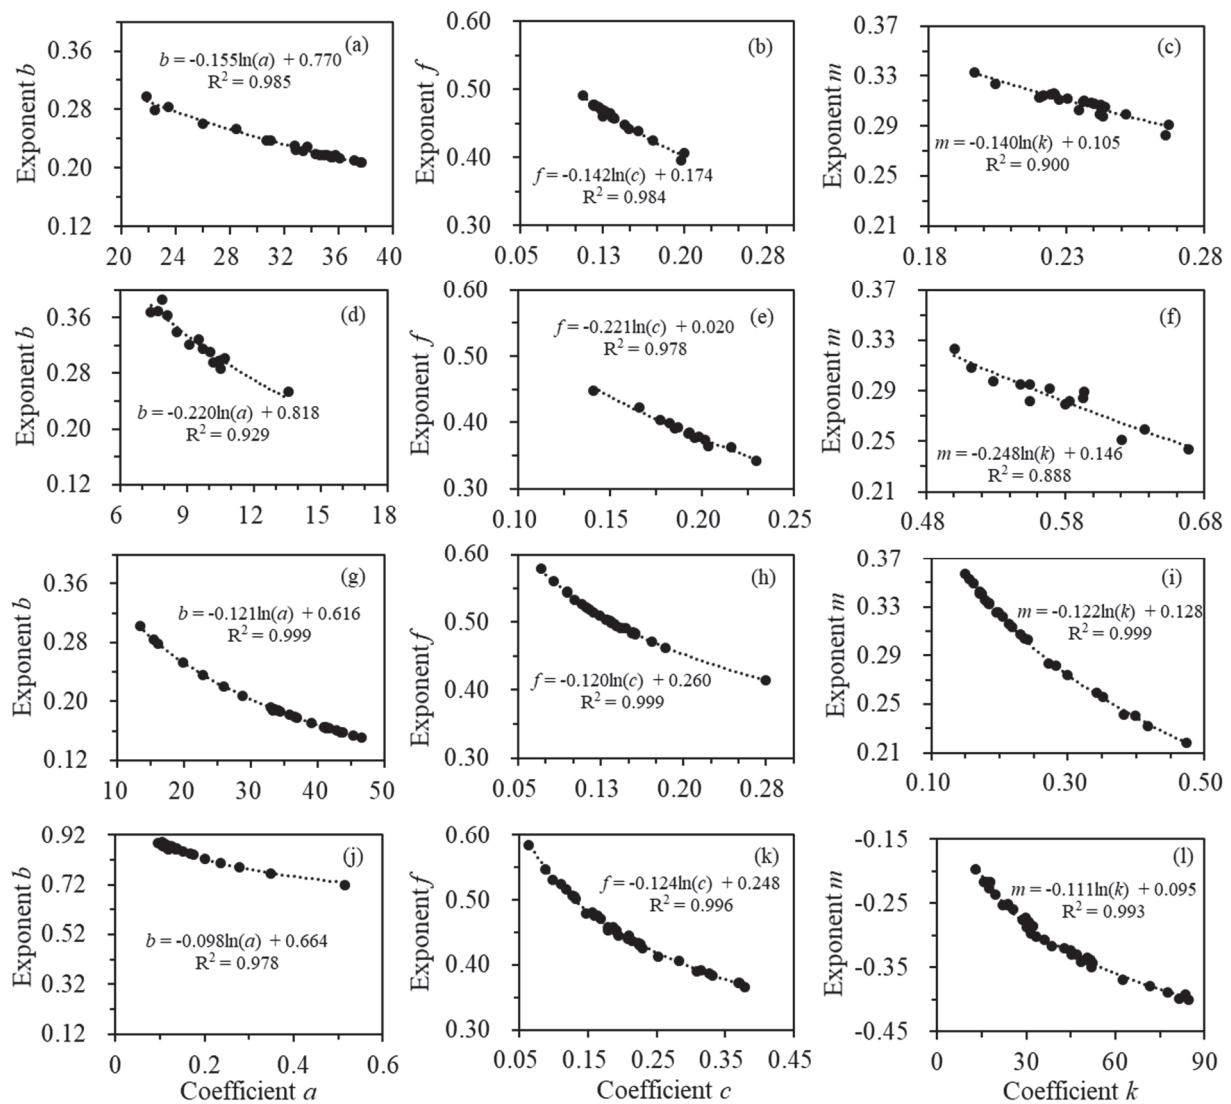 Exponent b
0.36
0.28
0.20
0.12
20 24 28 32 36 40
(a)
b = -0.155ln(a) + 0.770
R² = 0.985
Exponent f
0.60
0.50
0.40
0.30
0.05 0.13 0.20 0.28
(b)
f = -0.142ln(c) + 0.174
R² = 0.984
Exponent m
0.37
0.33
0.29
0.25
0.21
0.18 0.23 0.28
(c)
m = -0.140ln(k) + 0.105
R² = 0.900
Exponent b
0.36
0.28
0.20
0.12
6 9 12 15 18
(d)
b = -0.220ln(a) + 0.818
R² = 0.929
Exponent f
0.60
0.50
0.40
0.30
0.10 0.15 0.20 0.25
(e)
f = -0.221ln(c) + 0.020
R² = 0.978
Exponent m
0.37
0.33
0.29
0.25
0.21
0.48 0.58 0.68
(f)
m = -0.248ln(k) + 0.146
R² = 0.888
Exponent b
0.36
0.28
0.20
0.12
10 20 30 40 50
(g)
b = -0.121ln(a) + 0.616
R² = 0.999
Exponent f
0.60
0.50
0.40
0.30
0.05 0.13 0.20 0.28
(h)
f = -0.120ln(c) + 0.260
R² = 0.999
Exponent m
0.37
0.33
0.29
0.25
0.21
0.10 0.30 0.50
(i)
m = -0.122ln(k) + 0.128
R² = 0.999
Exponent b
0.92
0.72
0.52
0.32
0.12
0 0.2 0.4 0.6
(j)
b = -0.098ln(a) + 0.664
R² = 0.978
Coefficient a
Exponent f
0.60
0.50
0.40
0.30
0.05 0.15 0.25 0.35 0.45
(k)
f = -0.124ln(c) + 0.248
R² = 0.996
Coefficient c
Exponent m
-0.15
-0.25
-0.35
-0.45
0 30 60 90
(l)
m = -0.111ln(k) + 0.095
R² = 0.993
Coefficient k